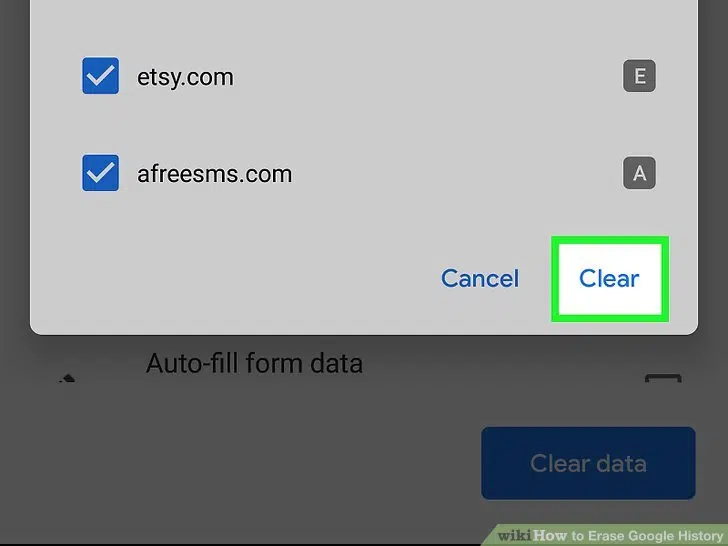 etsy.com E
afreesms.com A
Cancel Clear
Auto-fill form data
Clear data
wikiHow to Erase Google History